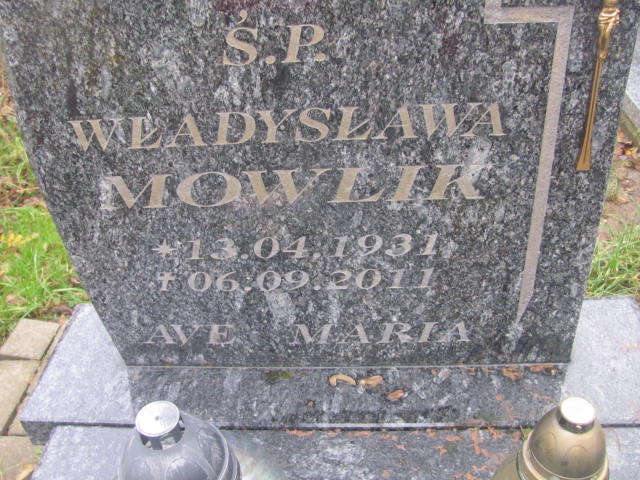 Ś.P.
WŁADYSŁAWA
MOWLIK
* 13.04.1931
† 06.09.2011
AVE MARIA